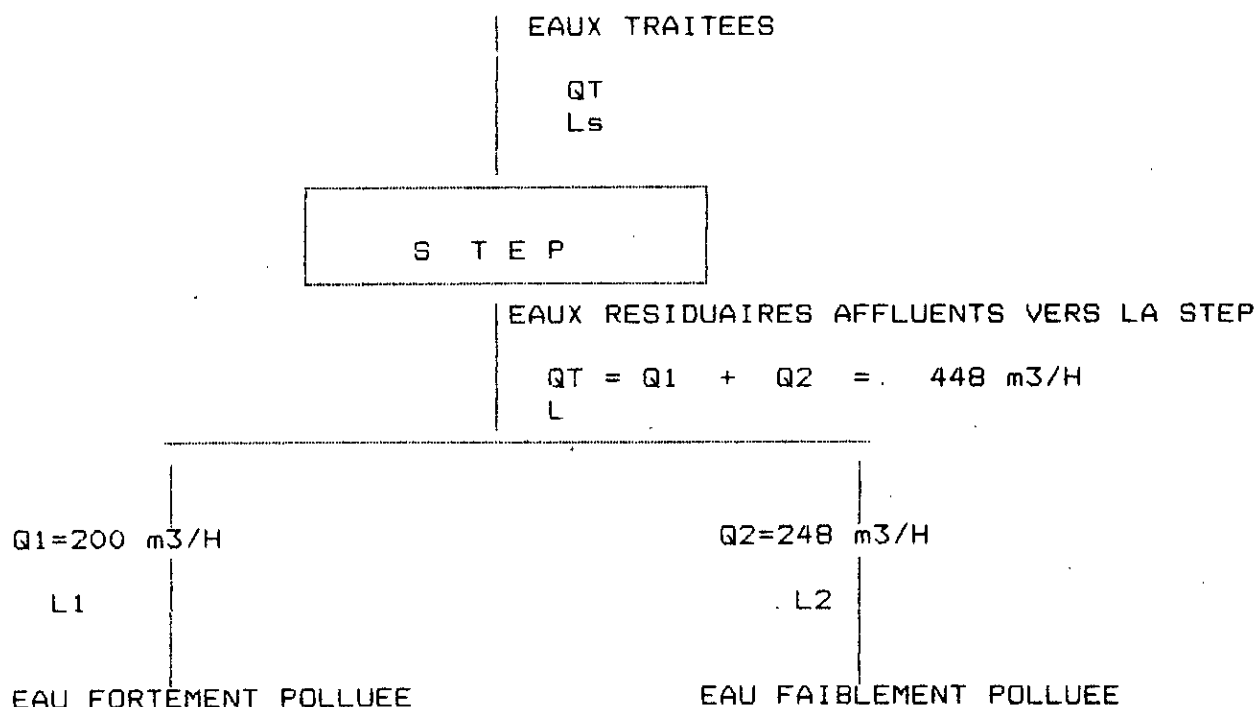 EAUX TRAITEES
QT
Ls
S T E P
EAUX RESIDUAIRES AFFLUENTS VERS LA STEP
QT = Q1 + Q2 = . 448 m3/H
L
Q1=200 m3/H
Q2=248 m3/H
L1
. L2
EAU FORTEMENT POLLUEE
EAU FAIBLEMENT POLLUEE